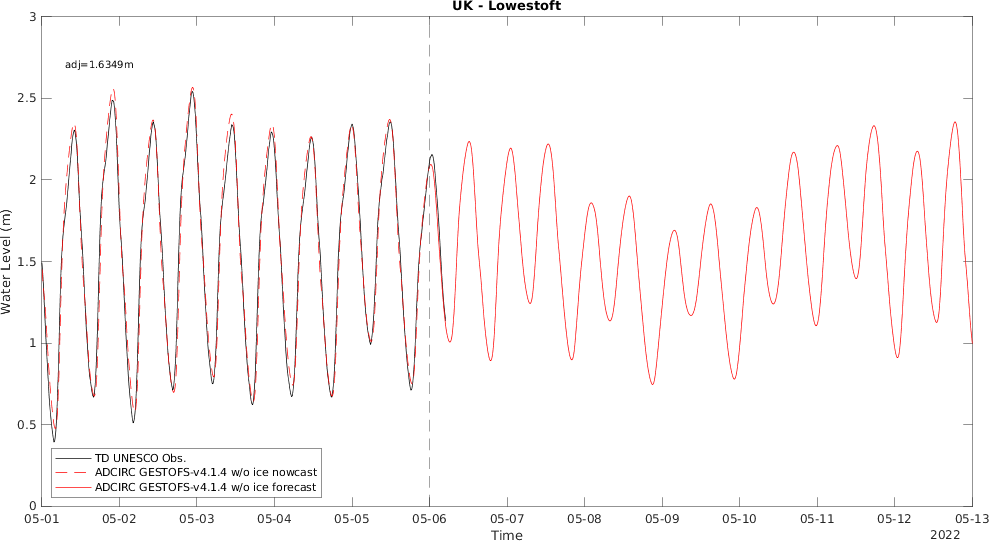 UK - Lowestoft
3
adj=1.6349m
2.5
2
1.5
1
0.5
0
Water Level (m)
TD UNESCO Obs.
ADCIRC GESTOFS-v4.1.4 w/o ice nowcast
ADCIRC GESTOFS-v4.1.4 w/o ice forecast
05-01 05-02 05-03 05-04 05-05 05-06 05-07 05-08 05-09 05-10 05-11 05-12 05-13
Time
2022